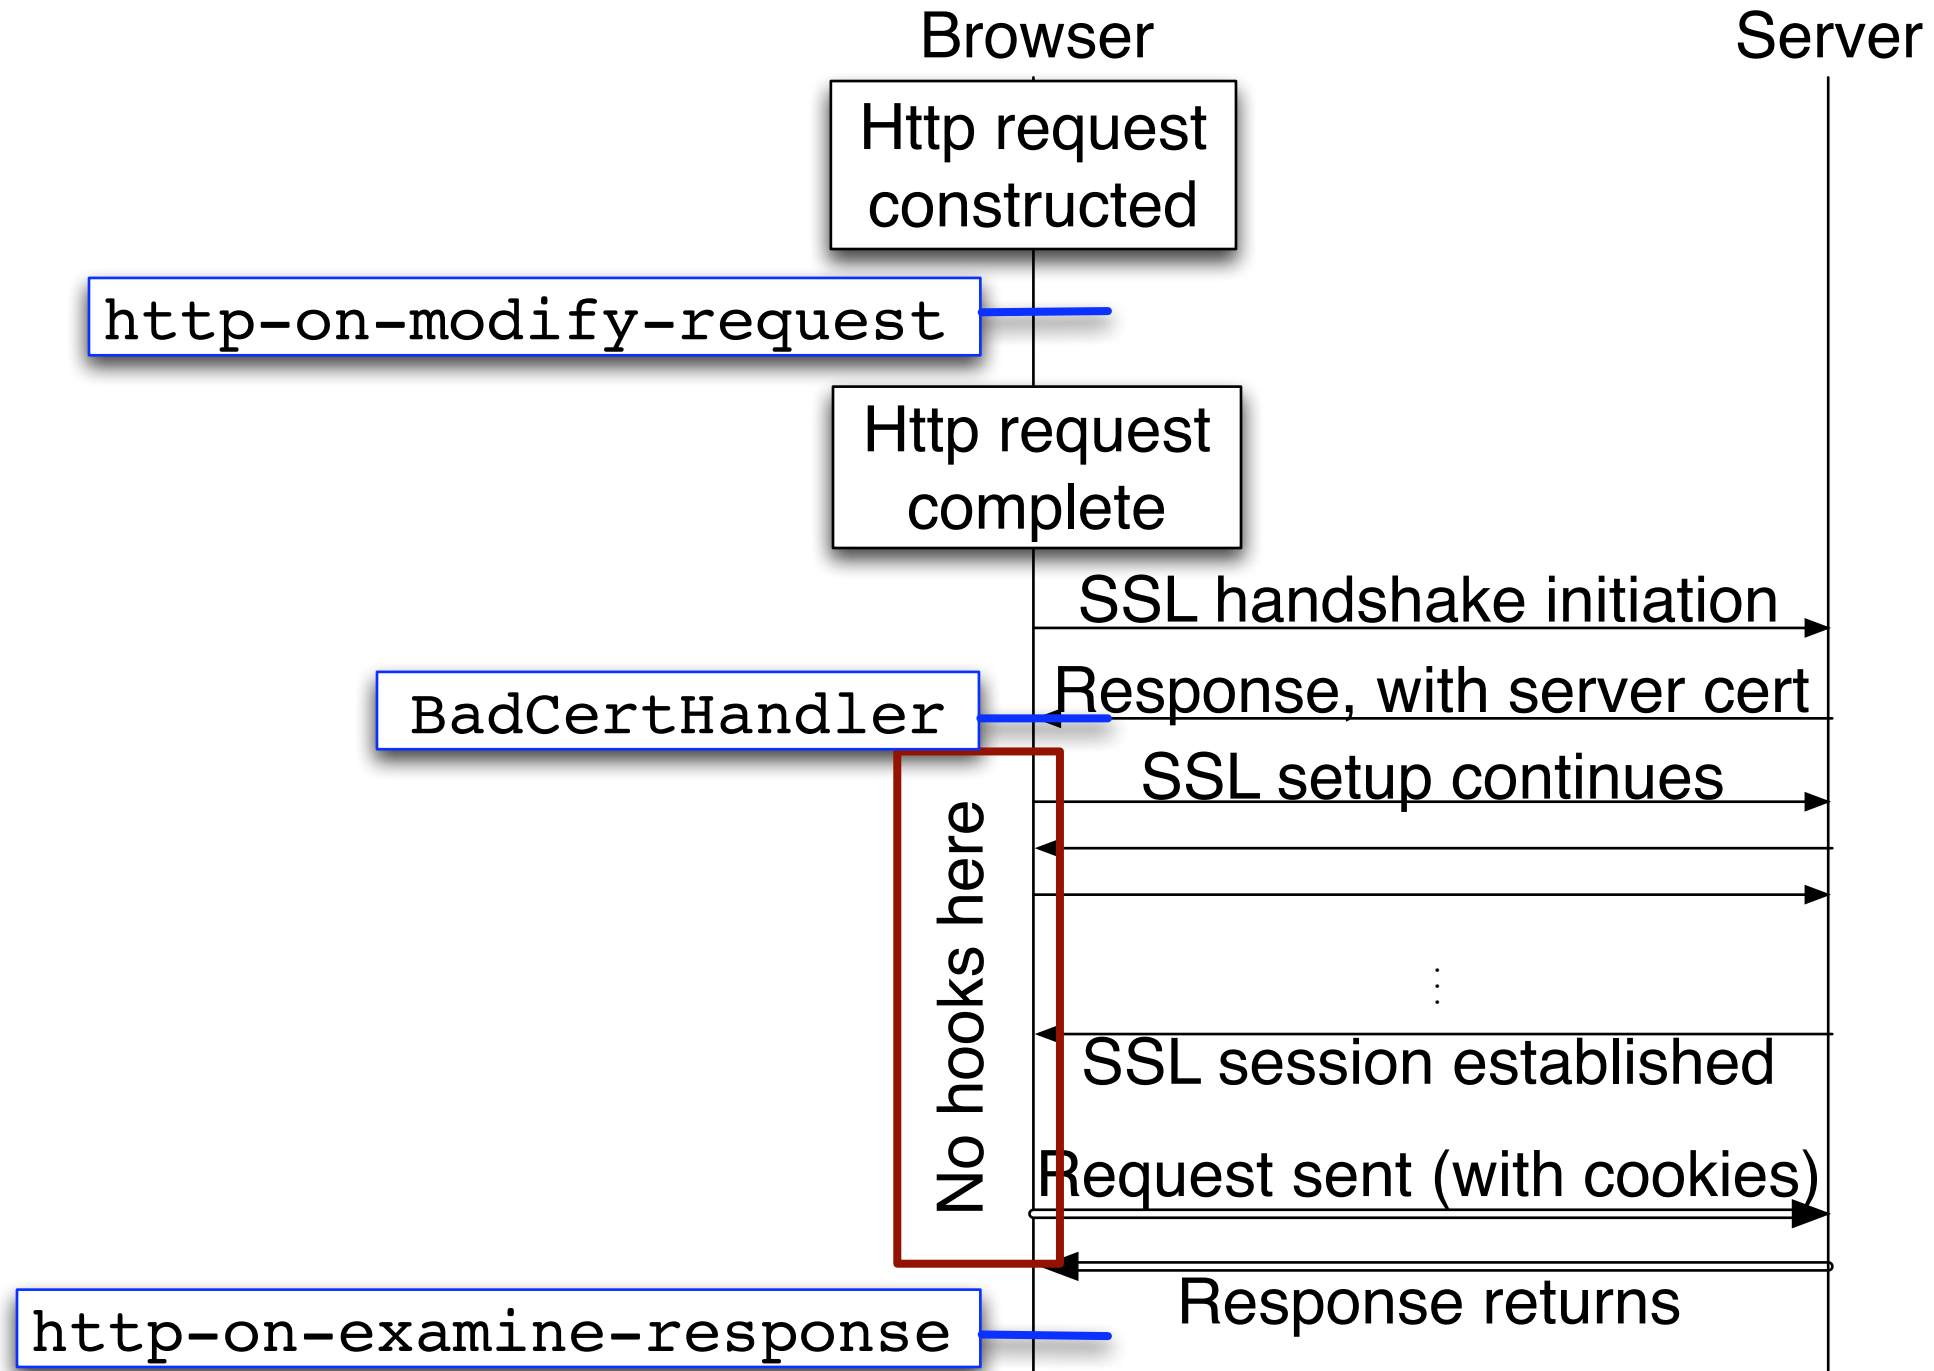 Browser
Server
Http request
constructed
http-on-modify-request
Http request
complete
SSL handshake initiation
BadCertHandler
Response, with server cert
SSL setup continues
No hooks here
SSL session established
Request sent (with cookies)
Response returns
http-on-examine-response